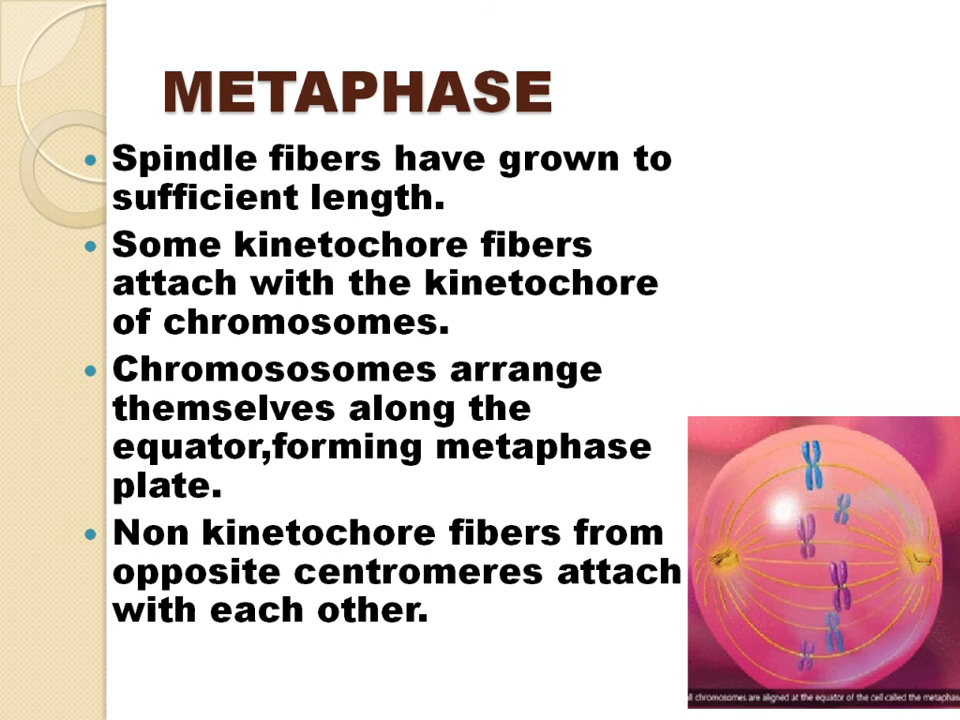 METAPHASE
Spindle fibers have grown to
sufficient length.
Some kinetochore fibers
attach with the kinetochore
of chromosomes.
Chromososomes arrange
themselves along the
equator,forming metaphase
plate.
Non kinetochore fibers from
opposite centromeres attach
with each other.
ll chromosomes are aligned at the equator of the cell called the metaphase